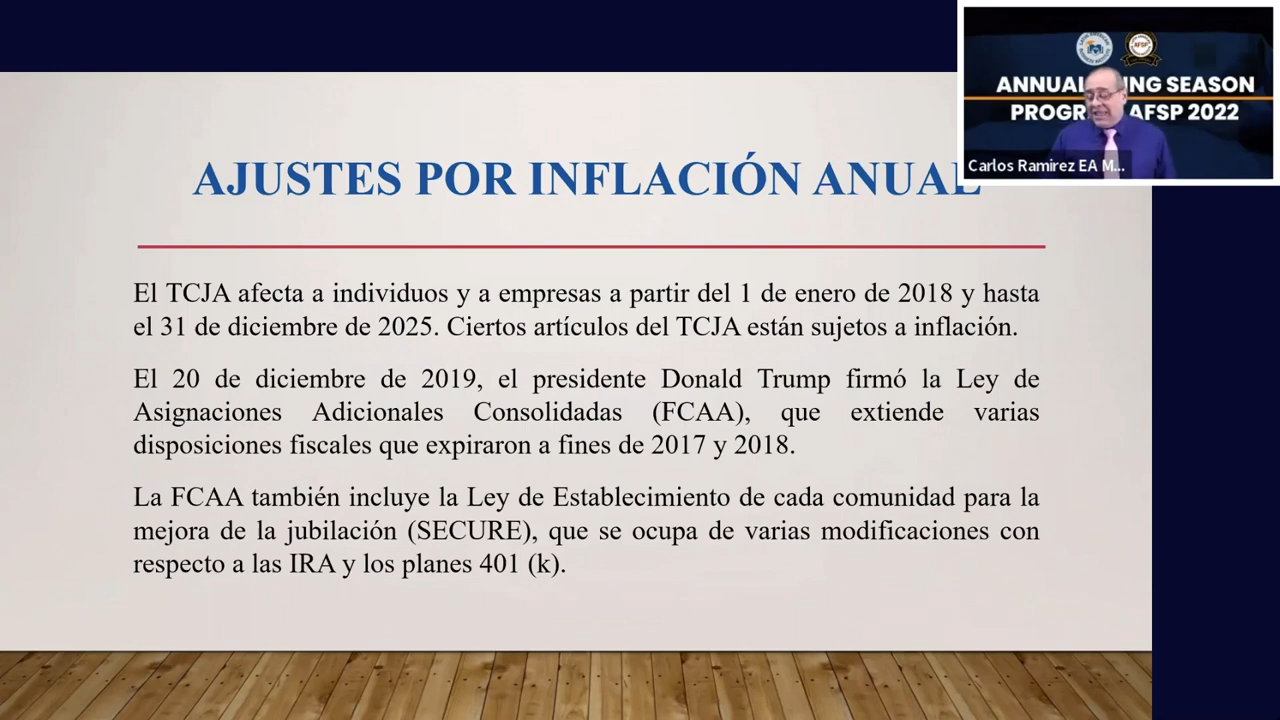 AJUSTES POR INFLACIÓN ANUAL
El TCJA afecta a individuos y a empresas a partir del 1 de enero de 2018 y hasta
el 31 de diciembre de 2025. Ciertos artículos del TCJA están sujetos a inflación.
El 20 de diciembre de 2019, el presidente Donald Trump firmó la Ley de
Asignaciones Adicionales Consolidadas (FCAA), que extiende varias
disposiciones fiscales que expiraron a fines de 2017 y 2018.
La FCAA también incluye la Ley de Establecimiento de cada comunidad para la
mejora de la jubilación (SECURE), que se ocupa de varias modificaciones con
respecto a las IRA y los planes 401 (k).
AFSP
ANNUAL SEASON
AFSP 2022
Carlos Ramirez EA M...